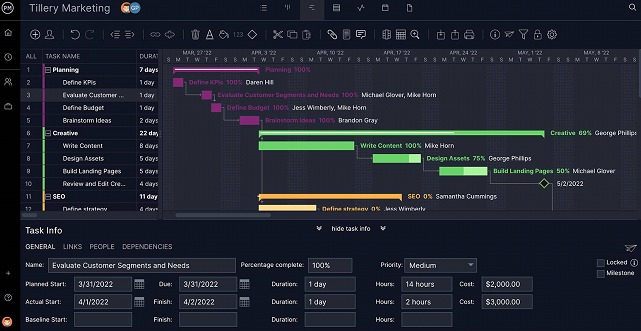 PM Tillery Marketing GP
ALL TASK NAME DURAT MAR, 27 '22 APR, 3 '22 APR, 10 '22 APR, 17 '22 APR, 24 '22 MAY, 1 '22 MAY, 8 '22
1 Planning 7 days Planning 100%
2 Define KPIs 1 day Define KPIs 100% Daren Hill
3 Evaluate Customer ... 1 day Evaluate Customer Segments and Needs 100% Michael Glover, Mike Horn
4 Define Budget 1 day Define Budget 100% Jess Wimberly, Mike Horn
5 Brainstorm Ideas 2 days Brainstorm Ideas 100% Brandon Gray
6 Creative 22 day Creative 69% George Phillips
7 Write Content 8 days Write Content 100% Mike Horn
8 Design Assets 5 days Design Assets 75% George Phillips
9 Build Landing Pages 5 days Build Landing Pages 50% Michael Glover
10 Review and Edit Cre... 4 days 5/2/2022
11 SEO 11 day SEO 0% Samantha Cummings
12 Define strategy 4 days Define strategy 0% Jess Wimberly
Task Info hide task info
GENERAL LINKS PEOPLE DEPENDENCIES
Name: Evaluate Customer Segments and Needs Percentage complete: 100% Priority: Medium Locked
Milestone
Planned Start: 3/31/2022 Due: 3/31/2022 Duration: 1 day Hours: 14 hours Cost: $2,000.00
Actual Start: 4/1/2022 Finish: 4/2/2022 Duration: 1 day Hours: 2 hours Cost: $3,000.00
Baseline Start: Finish: Duration: Hours: